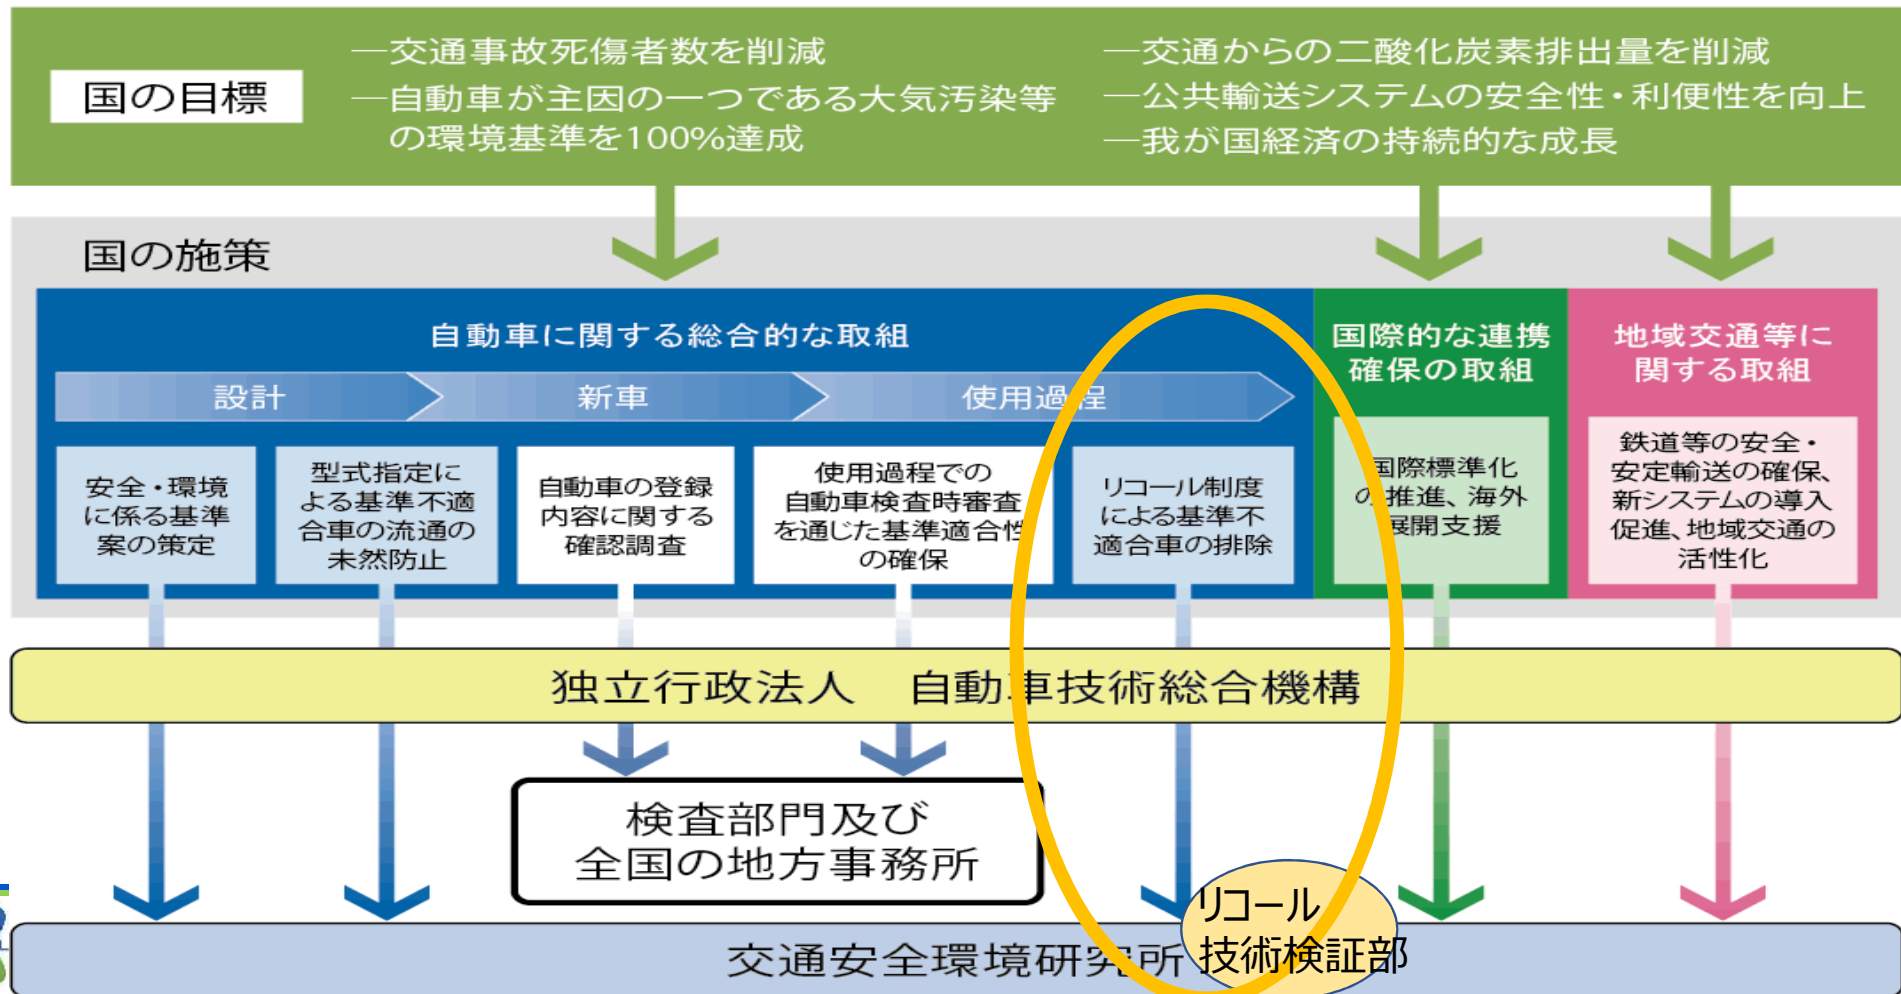 国の目標
―交通事故死傷者数を削減
―自動車が主因の一つである大気汚染等
の環境基準を100%達成
―交通からの二酸化炭素排出量を削減
―公共輸送システムの安全性・利便性を向上
―我が国経済の持続的な成長
国の施策
自動車に関する総合的な取組
設計
新車
使用過程
安全・環境
に係る基準
案の策定
型式指定に
よる基準不適
合車の流通の
未然防止
自動車の登録
内容に関する
確認調査
使用過程での
自動車検査時審査
を通じた基準適合性
の確保
リコール制度
による基準不
適合車の排除
国際的な連携
確保の取組
国際標準化
の推進、海外
展開支援
地域交通等に
関する取組
鉄道等の安全・
安定輸送の確保、
新システムの導入
促進、地域交通の
活性化
独立行政法人　自動車技術総合機構
検査部門及び
全国の地方事務所
交通安全環境研究所
リコール
技術検証部